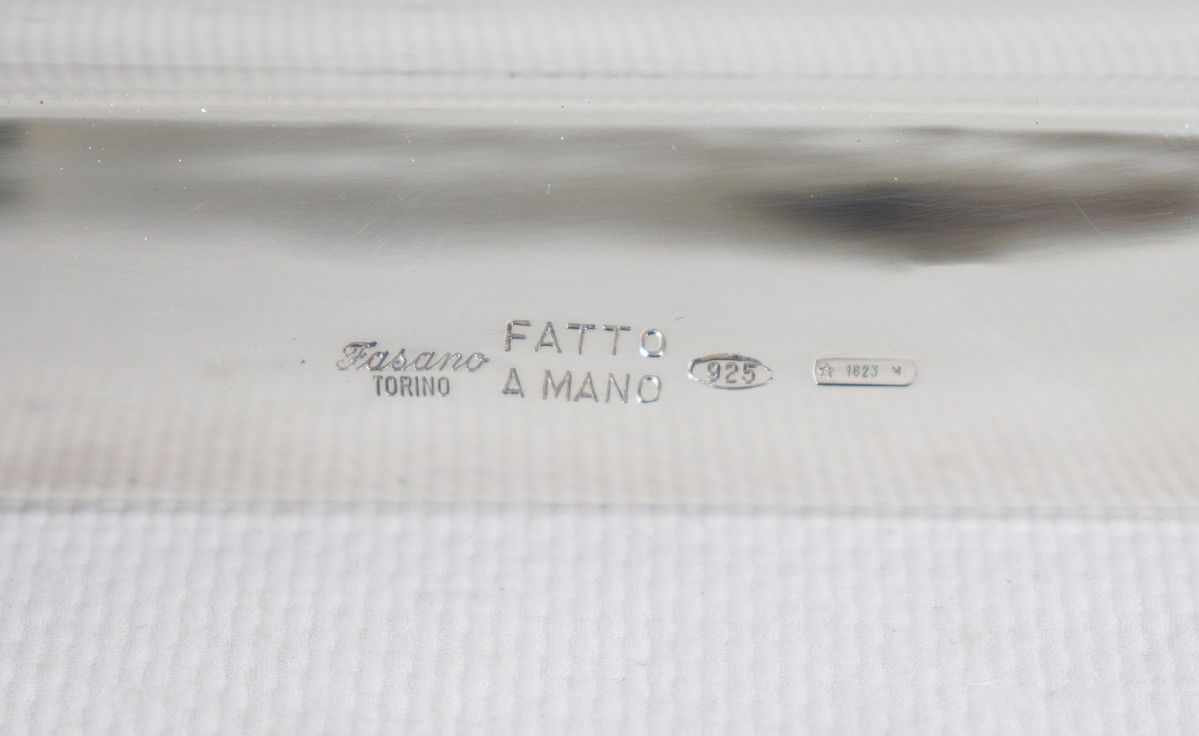 Fasano
TORINO
FATTO
A MANO
925
☆ 1623 M